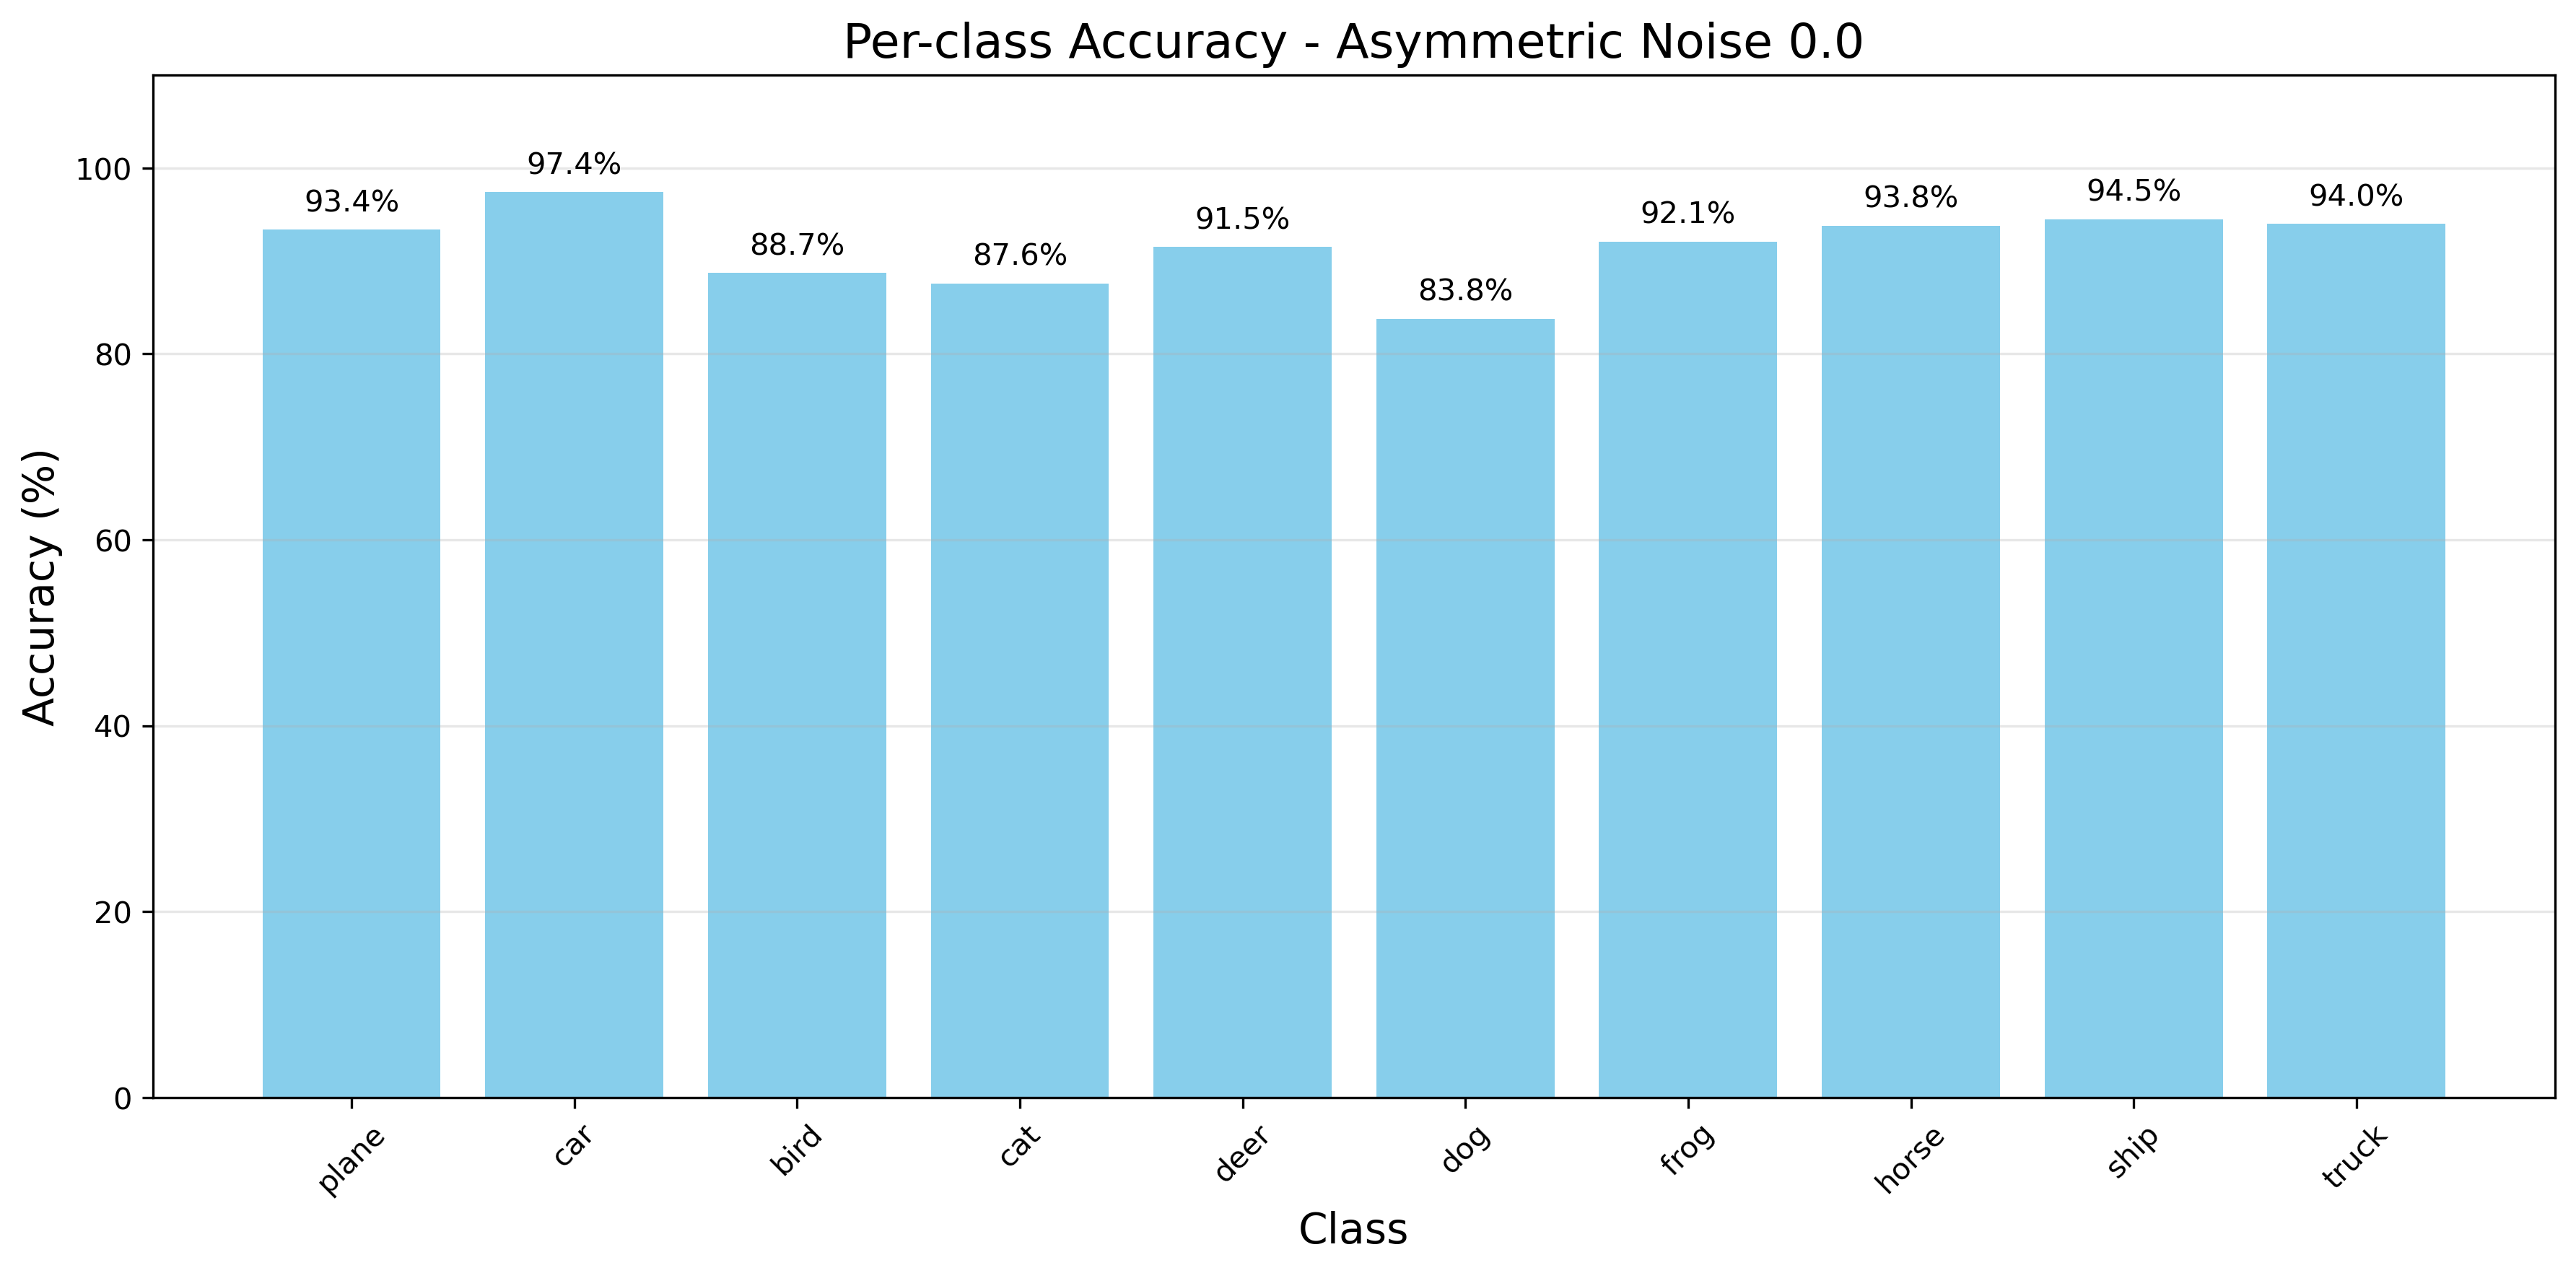 Per-class Accuracy - Asymmetric Noise 0.0
Accuracy (%)
100
80
60
40
20
0
93.4%
97.4%
88.7%
87.6%
91.5%
83.8%
92.1%
93.8%
94.5%
94.0%
plane
car
bird
cat
deer
dog
frog
horse
ship
truck
Class